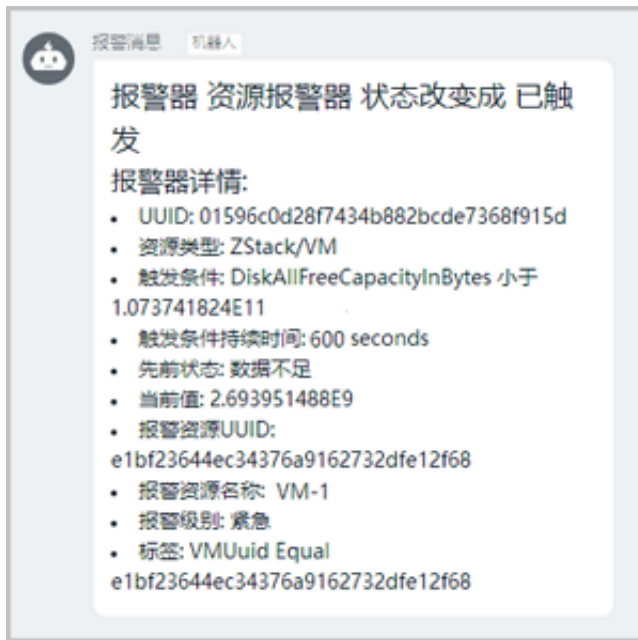 报警消息 机器人
报警器 资源报警器 状态改变成 已触
发
报警器详情:
• UUID: 01596c0d28f7434b882bcde7368f915d
• 资源类型: ZStack/VM
• 触发条件: DiskAllFreeCapacityInBytes 小于
1.073741824E11
• 触发条件持续时间: 600 seconds
• 先前状态: 数据不足
• 当前值: 2.693951488E9
• 报警资源UUID:
e1bf23644ec34376a9162732dfe12f68
• 报警资源名称: VM-1
• 报警级别: 紧急
• 标签: VMUuid Equal
e1bf23644ec34376a9162732dfe12f68